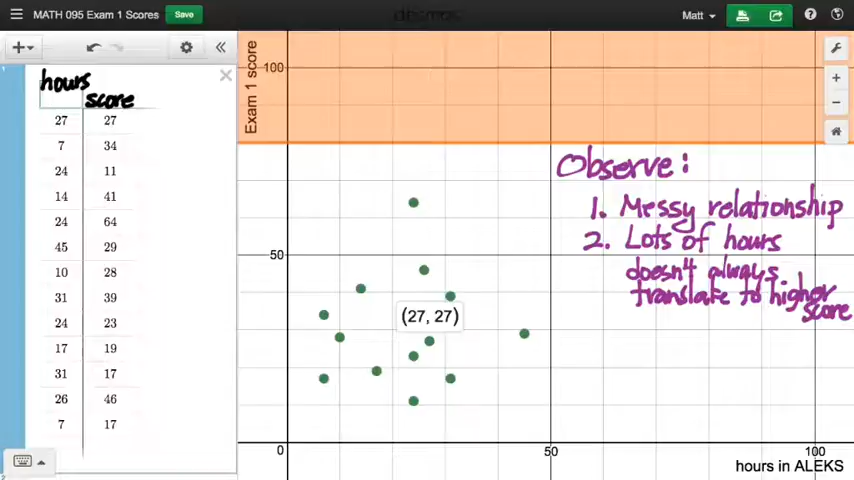 MATH 095 Exam 1 Scores
Save
desmos
Matt
hours
score
27 27
7 34
24 11
14 41
24 64
45 29
10 28
31 39
24 23
17 19
31 17
26 46
7 17
Exam 1 score
100
50
0
50
100
hours in ALEKS
(27, 27)
Observe:
1. Messy relationship
2. Lots of hours
doesn't always
translate to higher
score